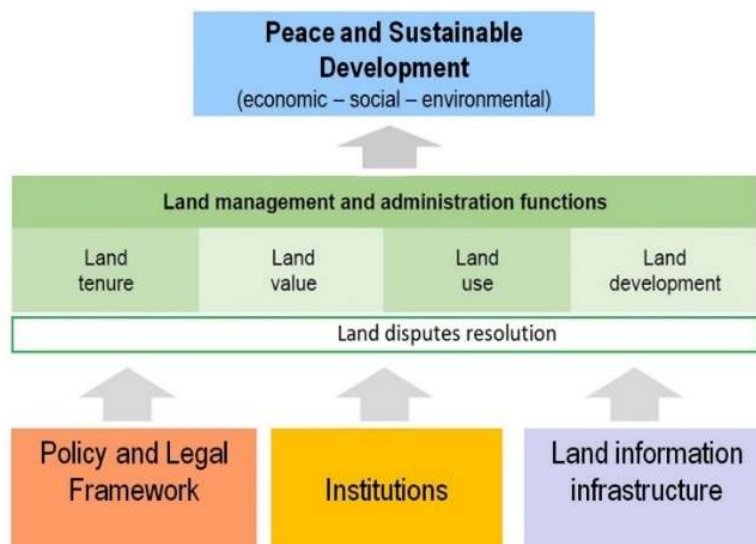 Peace and Sustainable
Development
(economic – social – environmental)
Land management and administration functions
Land
tenure
Land
value
Land
use
Land
development
Land disputes resolution
Policy and Legal
Framework
Institutions
Land information
infrastructure